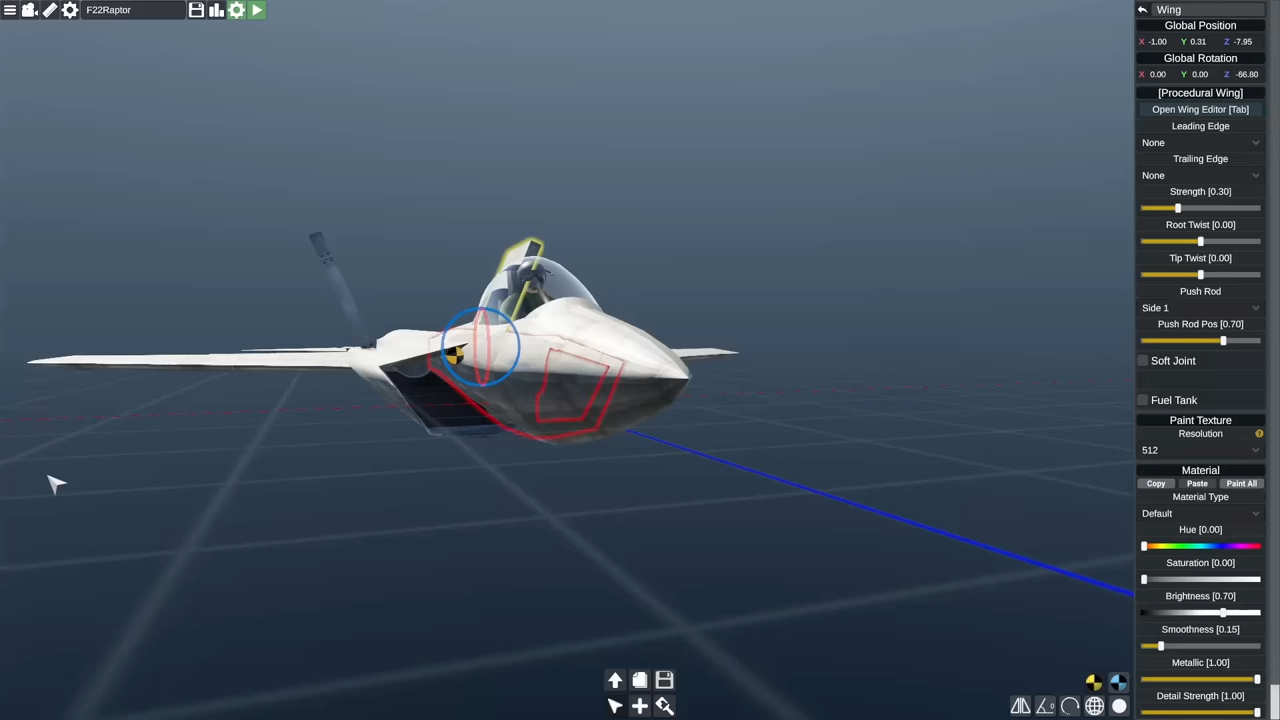 F22Raptor
Wing
Global Position
X -1.00 Y 0.31 Z -7.95
Global Rotation
X 0.00 Y 0.00 Z -66.80
[Procedural Wing]
Open Wing Editor [Tab]
Leading Edge
None
Trailing Edge
None
Strength [0.30]
Root Twist [0.00]
Tip Twist [0.00]
Push Rod
Side 1
Push Rod Pos [0.70]
Soft Joint
Fuel Tank
Paint Texture
Resolution
512
Material
Copy Paste Paint All
Material Type
Default
Hue [0.00]
Saturation [0.00]
Brightness [0.70]
Smoothness [0.15]
Metallic [1.00]
Detail Strength [1.00]